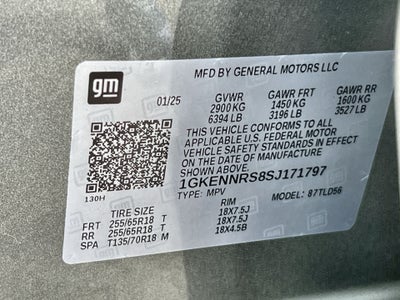 gm
MFD BY GENERAL MOTORS LLC
01/25 GVWR GAWR FRT GAWR RR
2900 KG 1450 KG 1600 KG
6394 LB 3196 LB 3527 LB
THIS VEHICLE CONFORMS TO ALL
APPLICABLE U.S. FEDERAL MOTOR
VEHICLE SAFETY STANDARDS IN EFFECT
ON THE DATE OF MANUFACTURE
SHOWN ABOVE.
1GKENNRS8SJ171797
130H TYPE: MPV MODEL: 87TLD56
TIRE SIZE RIM
FRT 255/65R18 T 18X7.5J
RR 255/65R18 T 18X7.5J
SPA T135/70R18 M 18X4.5B